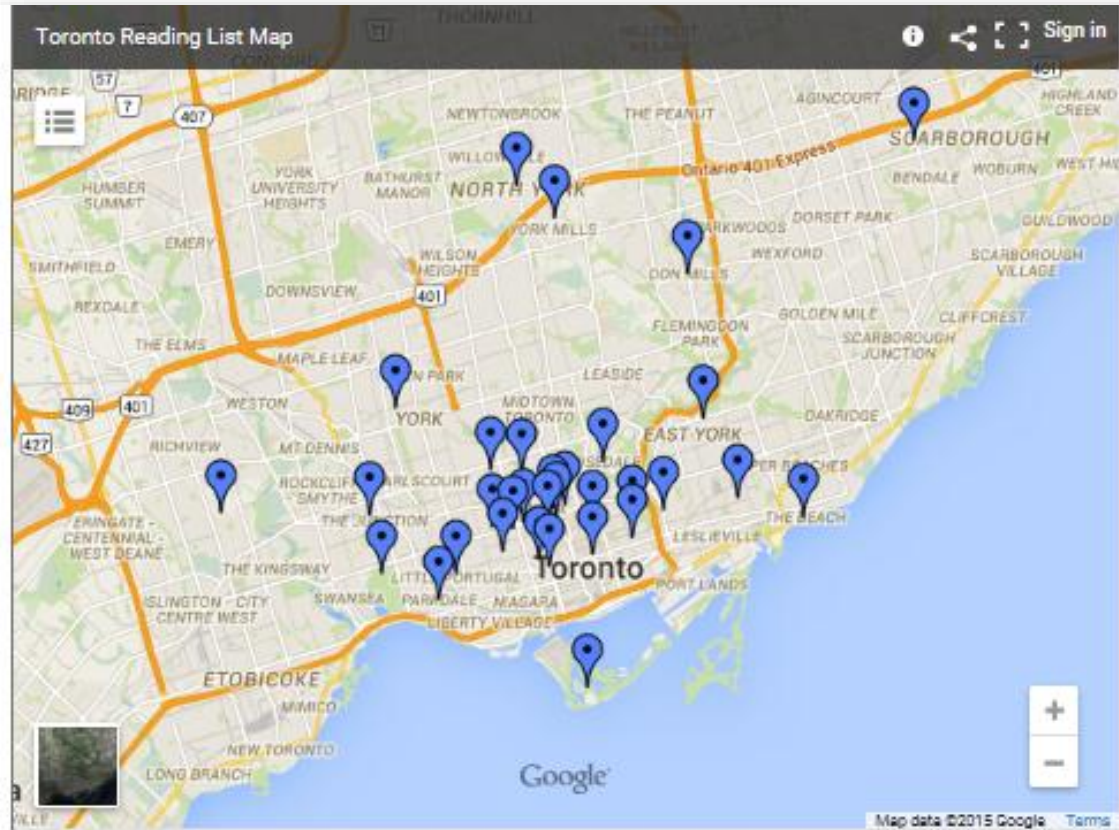 THORNHILL
Toronto Reading List Map
Sign in
CONCORD
401
57
7
407
AGINCOURT
HIGHLAND
CREEK
NEWTONBROOK
THE PEANUT
SCARBOROUGH
YORK
UNIVERSITY
HEIGHTS
BATHURST
MANOR
NORTH
Ontario 401 Express
WOBURN
BENDALE
HUMBER
SUMMIT
YORK MILLS
DORSET PARK
GUILDWOOD
EMERY
WILSON
HEIGHTS
WEXFORD
SCARBOROUGH
VILLAGE
SMITHFIELD
DON MILLS
DOWNSVIEW
401
REXDALE
GOLDEN MILE
CLIFFCREST
FLEMINGDON
PARK
SCARBOROUGH
JUNCTION
THE ELMS
MAPLE LEAF
LEASIDE
409
401
WESTON
YORK
MIDTOWN
TORONTO
OAKRIDGE
427
RICHVIEW
MT DENNIS
EAST YORK
ROCKCLIFFE
- SMYTHE
THE JUNCTION
THE BEACH
ERINGATE -
CENTENNIAL -
WEST DEANE
LESLIEVILLE
THE KINGSWAY
LITTLE PORTUGAL
Toronto
PORT LANDS
ISLINGTON - CITY
CENTRE WEST
SWANSEA
PARKDALE
NIAGARA
LIBERTY VILLAGE
ETOBICOKE
MIMICO
NEW TORONTO
LONG BRANCH
Google
Map data ©2015 Google
Terms